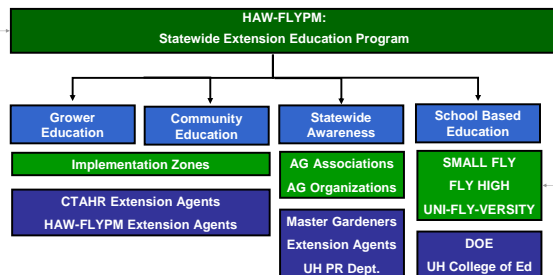 HAW-FLYPM:
Statewide Extension Education Program
Grower
Education
Community
Education
Statewide
Awareness
School Based
Education
Implementation Zones
AG Associations
AG Organizations
SMALL FLY
FLY HIGH
UNI-FLY-VERSITY
CTAHR Extension Agents
HAW-FLYPM Extension Agents
Master Gardeners
Extension Agents
UH PR Dept.
DOE
UH College of Ed